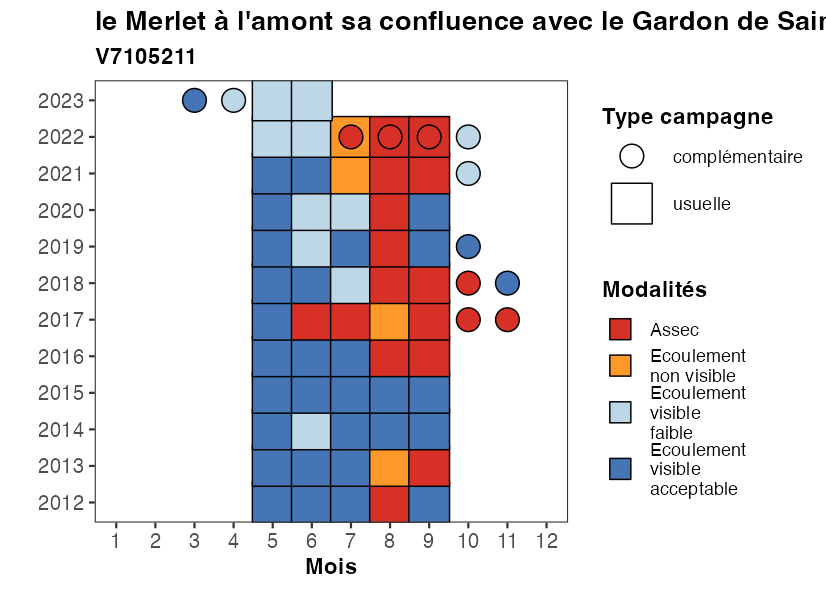 le Merlet à l'amont sa confluence avec le Gardon de Sain
V7105211
2023
2022
2021
2020
2019
2018
2017
2016
2015
2014
2013
2012
1 2 3 4 5 6 7 8 9 10 11 12
Mois
Type campagne
complémentaire
usuelle
Modalités
Assec
Ecoulement
non visible
Ecoulement
visible
faible
Ecoulement
visible
acceptable